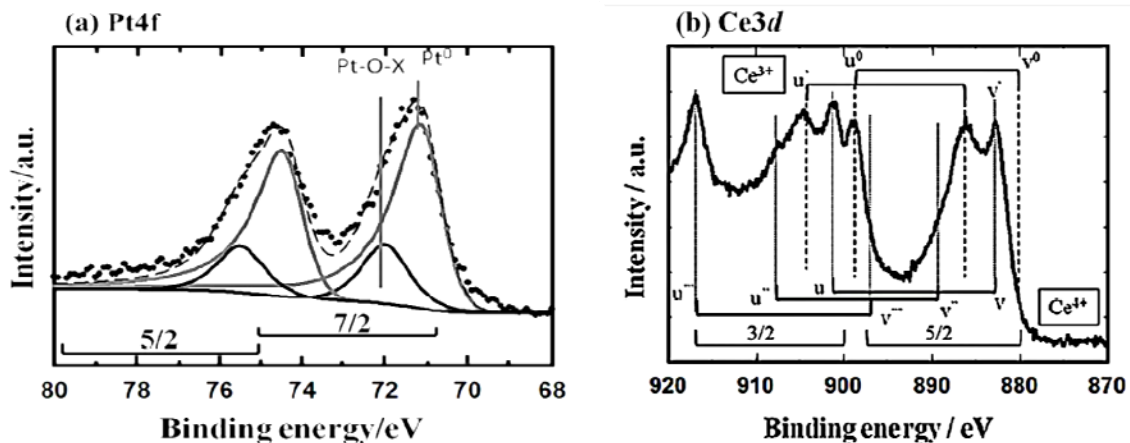 (a) Pt4f
Pt-O-X
Pt0
Intensity/a.u.
5/2
7/2
80 78 76 74 72 70 68
Binding energy/eV
(b) Ce3d
Ce3+
u0
v0
u'
v'
Intensity / a.u.
u'''
u''
u
v'''
v''
v
Ce4+
3/2
5/2
920 910 900 890 880 870
Binding energy / eV